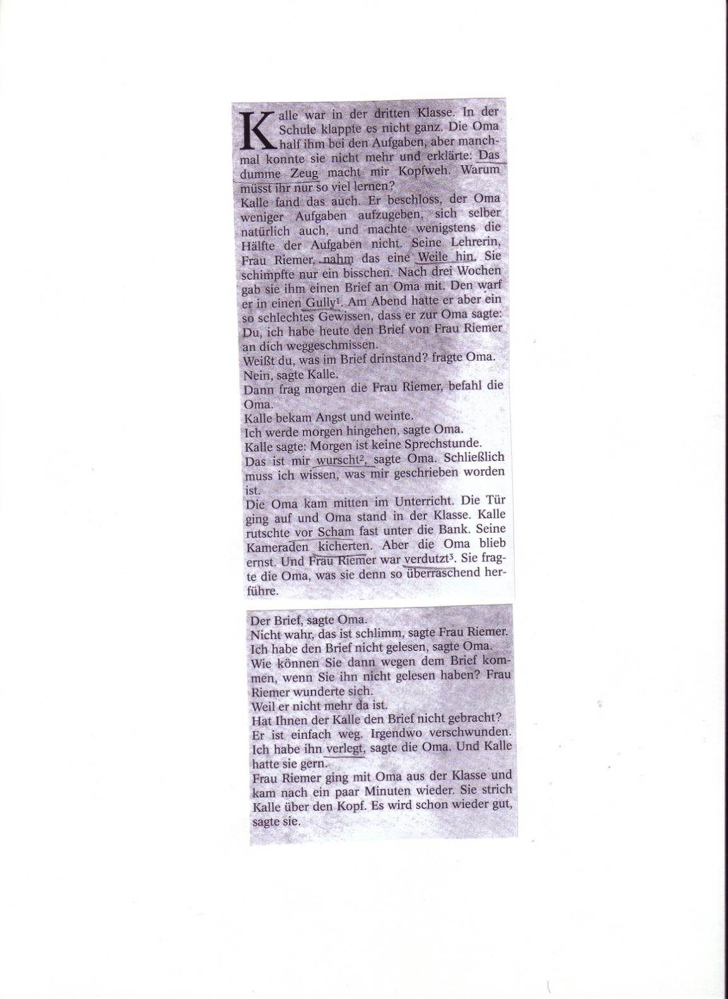 Kalle war in der dritten Klasse. In der
Schule klappte es nicht ganz. Die Oma
half ihm bei den Aufgaben, aber manch-
mal konnte sie nicht mehr und erklärte: Das
dumme Zeug macht mir Kopfweh. Warum
müsst ihr nur so viel lernen?
Kalle fand das auch. Er beschloss, der Oma
weniger Aufgaben aufzugeben, sich selber
natürlich auch, und machte wenigstens die
Hälfte der Aufgaben nicht. Seine Lehrerin,
Frau Riemer, nahm das eine Weile hin. Sie
schimpfte nur ein bisschen. Nach drei Wochen
gab sie ihm einen Brief an Oma mit. Den warf
er in einen Gully¹. Am Abend hatte er aber ein
so schlechtes Gewissen, dass er zur Oma sagte:
Du, ich habe heute den Brief von Frau Riemer
an dich weggeschmissen.
Weißt du, was im Brief drinstand? fragte Oma.
Nein, sagte Kalle.
Dann frag morgen die Frau Riemer, befahl die
Oma.
Kalle bekam Angst und weinte.
Ich werde morgen hingehen, sagte Oma.
Kalle sagte: Morgen ist keine Sprechstunde.
Das ist mir wurscht², sagte Oma. Schließlich
muss ich wissen, was mir geschrieben worden
ist.
Die Oma kam mitten im Unterricht. Die Tür
ging auf und Oma stand in der Klasse. Kalle
rutschte vor Scham fast unter die Bank. Seine
Kameraden kicherten. Aber die Oma blieb
ernst. Und Frau Riemer war verdutzt³. Sie frag-
te die Oma, was sie denn so überraschend her-
führe.
Der Brief, sagte Oma.
Nicht wahr, das ist schlimm, sagte Frau Riemer.
Ich habe den Brief nicht gelesen, sagte Oma.
Wie können Sie dann wegen dem Brief kom-
men, wenn Sie ihn nicht gelesen haben? Frau
Riemer wunderte sich.
Weil er nicht mehr da ist.
Hat Ihnen der Kalle den Brief nicht gebracht?
Er ist einfach weg. Irgendwo verschwunden.
Ich habe ihn verlegt, sagte die Oma. Und Kalle
hatte sie gern.
Frau Riemer ging mit Oma aus der Klasse und
kam nach ein paar Minuten wieder. Sie strich
Kalle über den Kopf. Es wird schon wieder gut,
sagte sie.